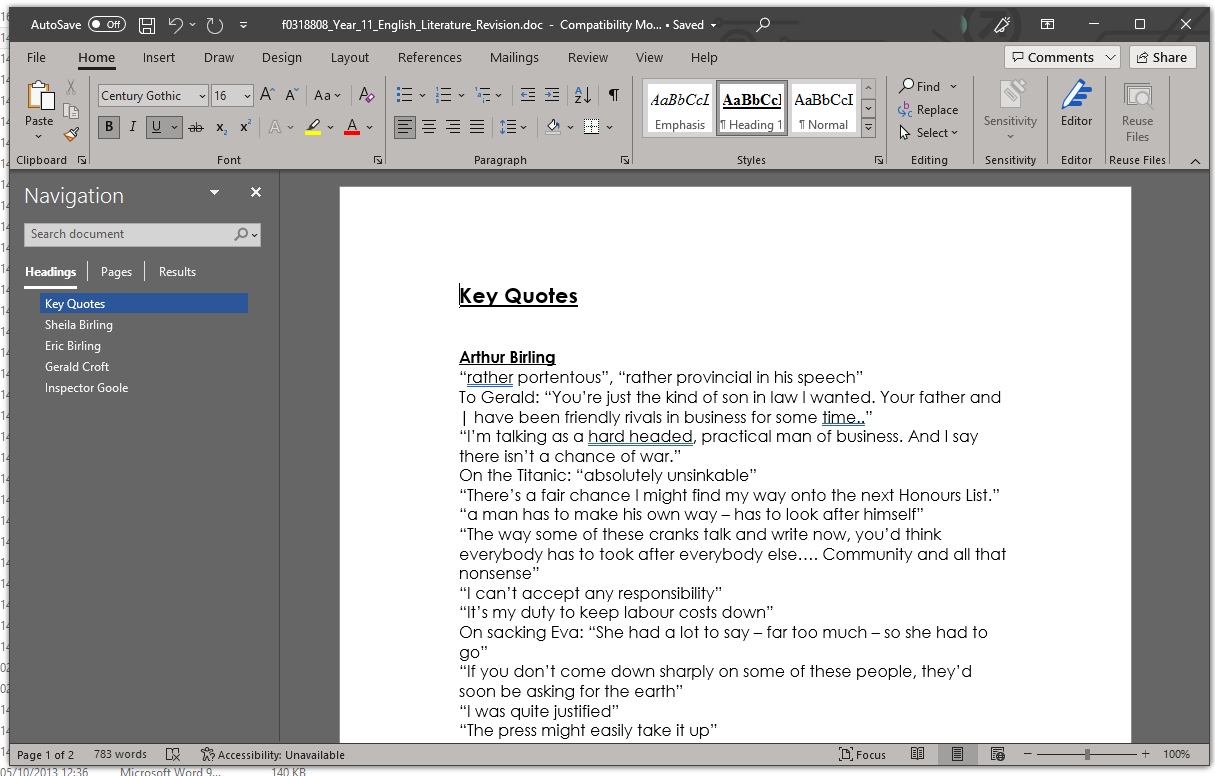 AutoSave Off f0318808_Year_11_English_Literature_Revision.doc - Compatibility Mo... • Saved
File Home Insert Draw Design Layout References Mailings Review View Help Comments Share
Paste
Clipboard
Century Gothic 16 A A Aa A
B I U ab x2 x2 A A
Font
Paragraph
AaBbCcI AaBbCcI AaBbCcI
Emphasis ¶ Heading 1 ¶ Normal
Styles
Find
Replace
Select
Editing
Sensitivity
Sensitivity
Editor
Editor
Reuse
Files
Reuse Files
Navigation
Search document
Headings Pages Results
Key Quotes
Sheila Birling
Eric Birling
Gerald Croft
Inspector Goole
Key Quotes
Arthur Birling
“rather portentous”, “rather provincial in his speech”
To Gerald: “You’re just the kind of son in law I wanted. Your father and
| have been friendly rivals in business for some time..”
“I’m talking as a hard headed, practical man of business. And I say
there isn’t a chance of war.”
On the Titanic: “absolutely unsinkable”
“There’s a fair chance I might find my way onto the next Honours List.”
“a man has to make his own way – has to look after himself”
“The way some of these cranks talk and write now, you’d think
everybody has to took after everybody else…. Community and all that
nonsense”
“I can’t accept any responsibility”
“It’s my duty to keep labour costs down”
On sacking Eva: “She had a lot to say – far too much – so she had to
go”
“If you don’t come down sharply on some of these people, they’d
soon be asking for the earth”
“I was quite justified”
“The press might easily take it up”
Page 1 of 2 783 words Accessibility: Unavailable Focus 100%
05/10/2013 12:36 Microsoft Word 9... 140 KB